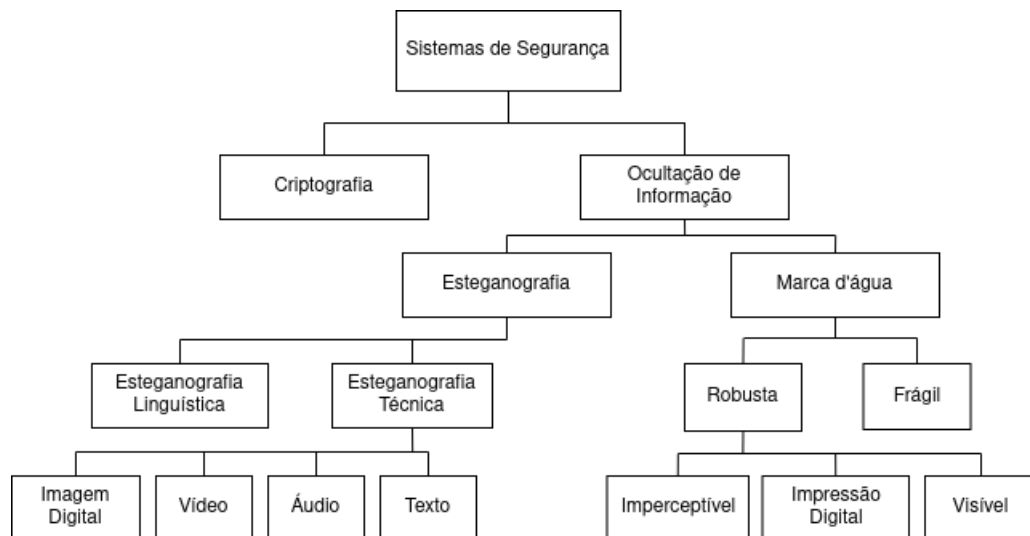 Sistemas de Segurança
Criptografia
Ocultação de
Informação
Esteganografia
Marca d'água
Esteganografia
Linguística
Esteganografia
Técnica
Robusta
Frágil
Imagem
Digital
Vídeo
Áudio
Texto
Imperceptível
Impressão
Digital
Visível